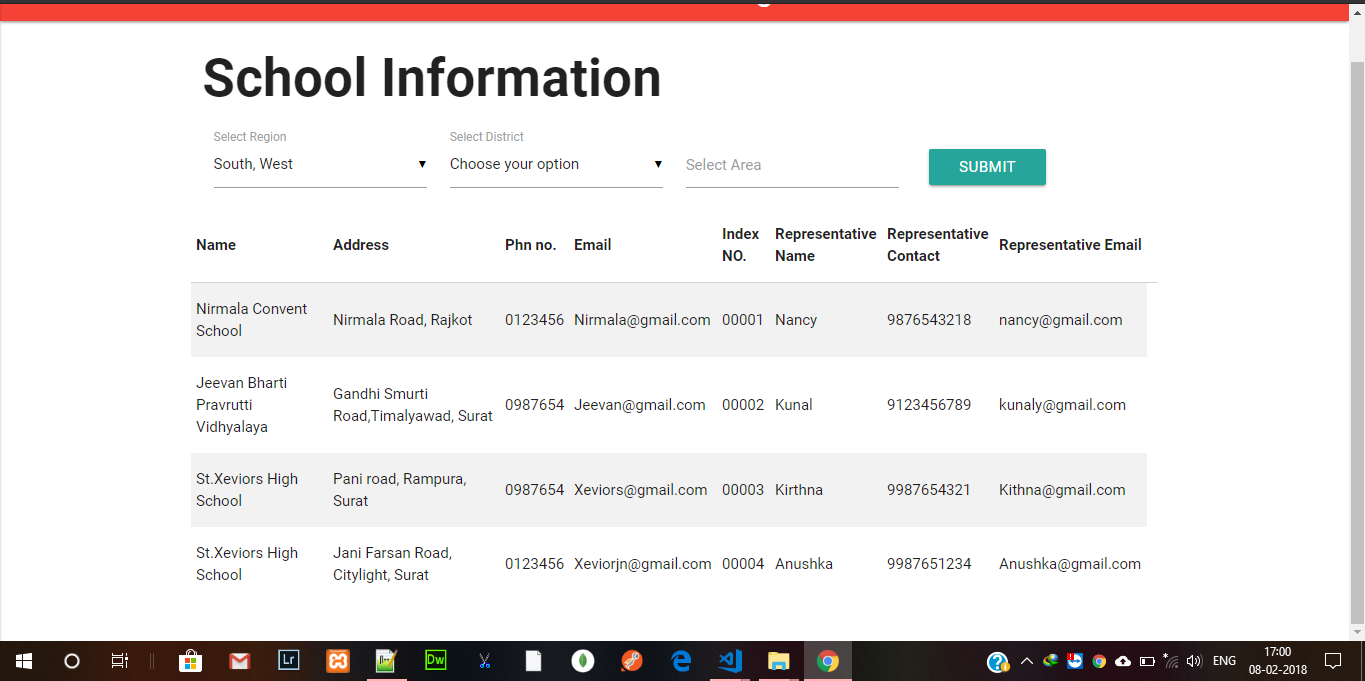 School Information
Select Region
Select District
South, West
Choose your option
Select Area
SUBMIT
Name Address Phn no. Email Index NO. Representative Name Representative Contact Representative Email
Nirmala Convent School Nirmala Road, Rajkot 0123456 Nirmala@gmail.com 00001 Nancy 9876543218 nancy@gmail.com
Jeevan Bharti Pravrutti Vidhyalaya Gandhi Smurti Road,Timalyawad, Surat 0987654 Jeevan@gmail.com 00002 Kunal 9123456789 kunaly@gmail.com
St.Xeviors High School Pani road, Rampura, Surat 0987654 Xeviors@gmail.com 00003 Kirthna 9987654321 Kithna@gmail.com
St.Xeviors High School Jani Farsan Road, Citylight, Surat 0123456 Xeviorjn@gmail.com 00004 Anushka 9987651234 Anushka@gmail.com
Lr
Dw
ENG
17:00
08-02-2018